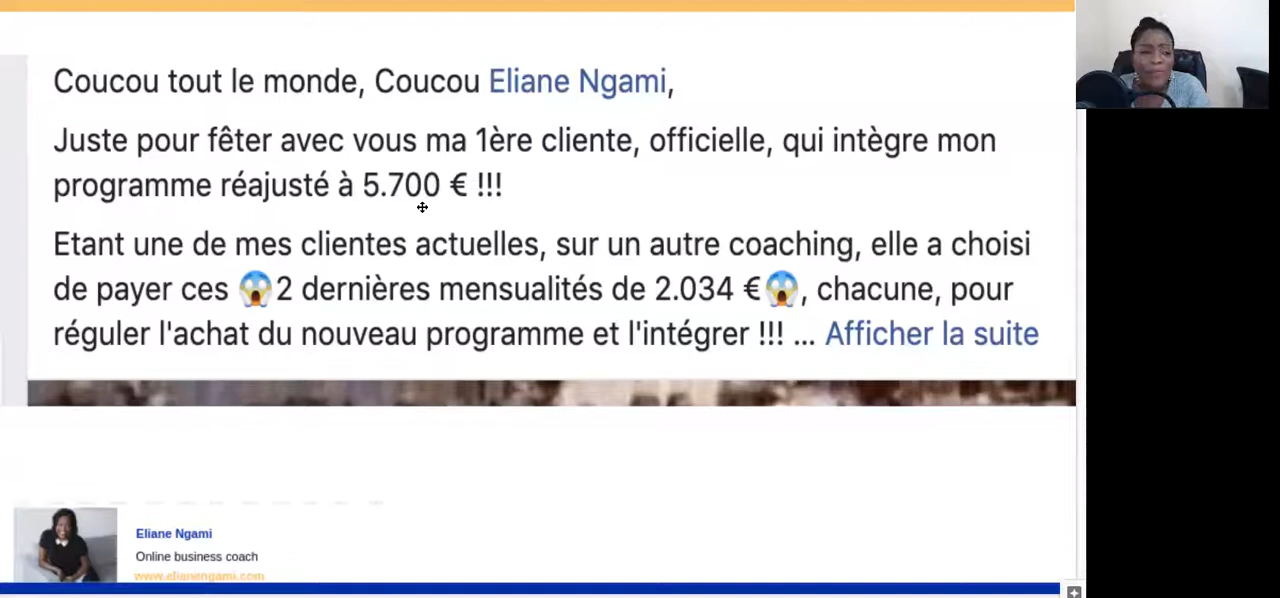 Coucou tout le monde, Coucou Eliane Ngami,
Juste pour fêter avec vous ma 1ère cliente, officielle, qui intègre mon
programme réajusté à 5.700 € !!!
Etant une de mes clientes actuelles, sur un autre coaching, elle a choisi
de payer ces 😱2 dernières mensualités de 2.034 €😱, chacune, pour
réguler l'achat du nouveau programme et l'intégrer !!! ... Afficher la suite
Eliane Ngami
Online business coach
www.elianengami.com